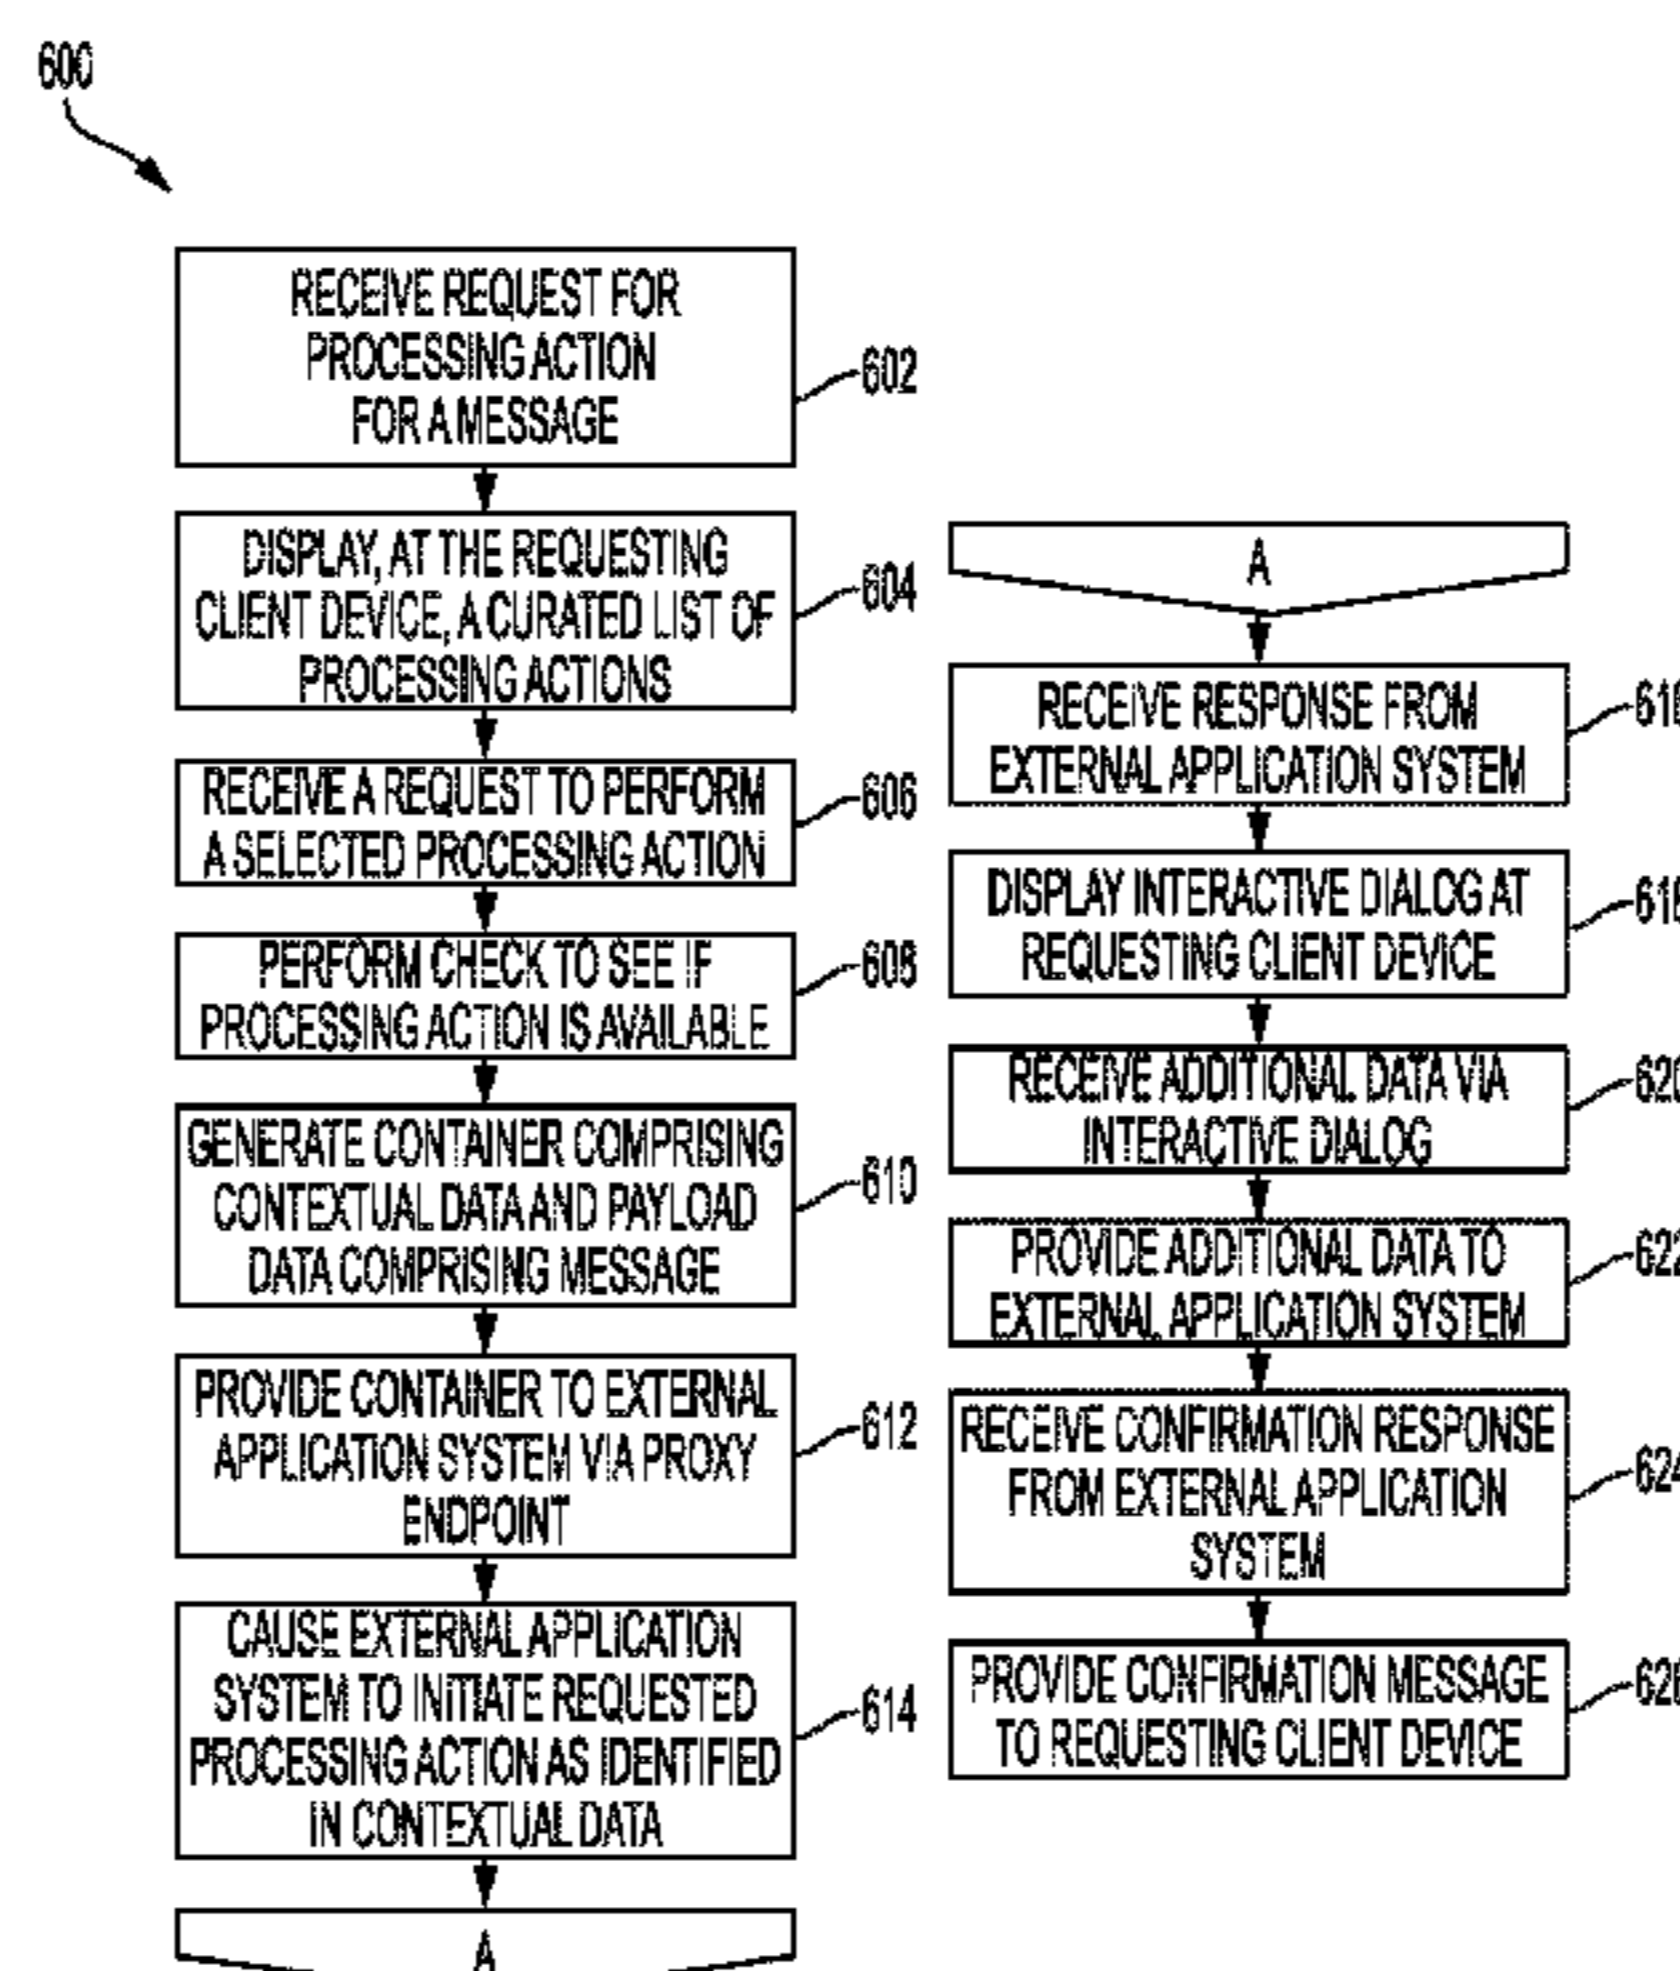 600
RECEIVE REQUEST FOR
PROCESSING ACTION
FOR A MESSAGE
602
DISPLAY, AT THE REQUESTING
CLIENT DEVICE, A CURATED LIST OF
PROCESSING ACTIONS
604
RECEIVE A REQUEST TO PERFORM
A SELECTED PROCESSING ACTION
606
PERFORM CHECK TO SEE IF
PROCESSING ACTION IS AVAILABLE
608
GENERATE CONTAINER COMPRISING
CONTEXTUAL DATA AND PAYLOAD
DATA COMPRISING MESSAGE
610
PROVIDE CONTAINER TO EXTERNAL
APPLICATION SYSTEM VIA PROXY
ENDPOINT
612
CAUSE EXTERNAL APPLICATION
SYSTEM TO INITIATE REQUESTED
PROCESSING ACTION AS IDENTIFIED
IN CONTEXTUAL DATA
614
A
A
RECEIVE RESPONSE FROM
EXTERNAL APPLICATION SYSTEM
DISPLAY INTERACTIVE DIALOG AT
REQUESTING CLIENT DEVICE
RECEIVE ADDITIONAL DATA VIA
INTERACTIVE DIALOG
620
PROVIDE ADDITIONAL DATA TO
EXTERNAL APPLICATION SYSTEM
622
RECEIVE CONFIRMATION RESPONSE
FROM EXTERNAL APPLICATION
SYSTEM
624
PROVIDE CONFIRMATION MESSAGE
TO REQUESTING CLIENT DEVICE